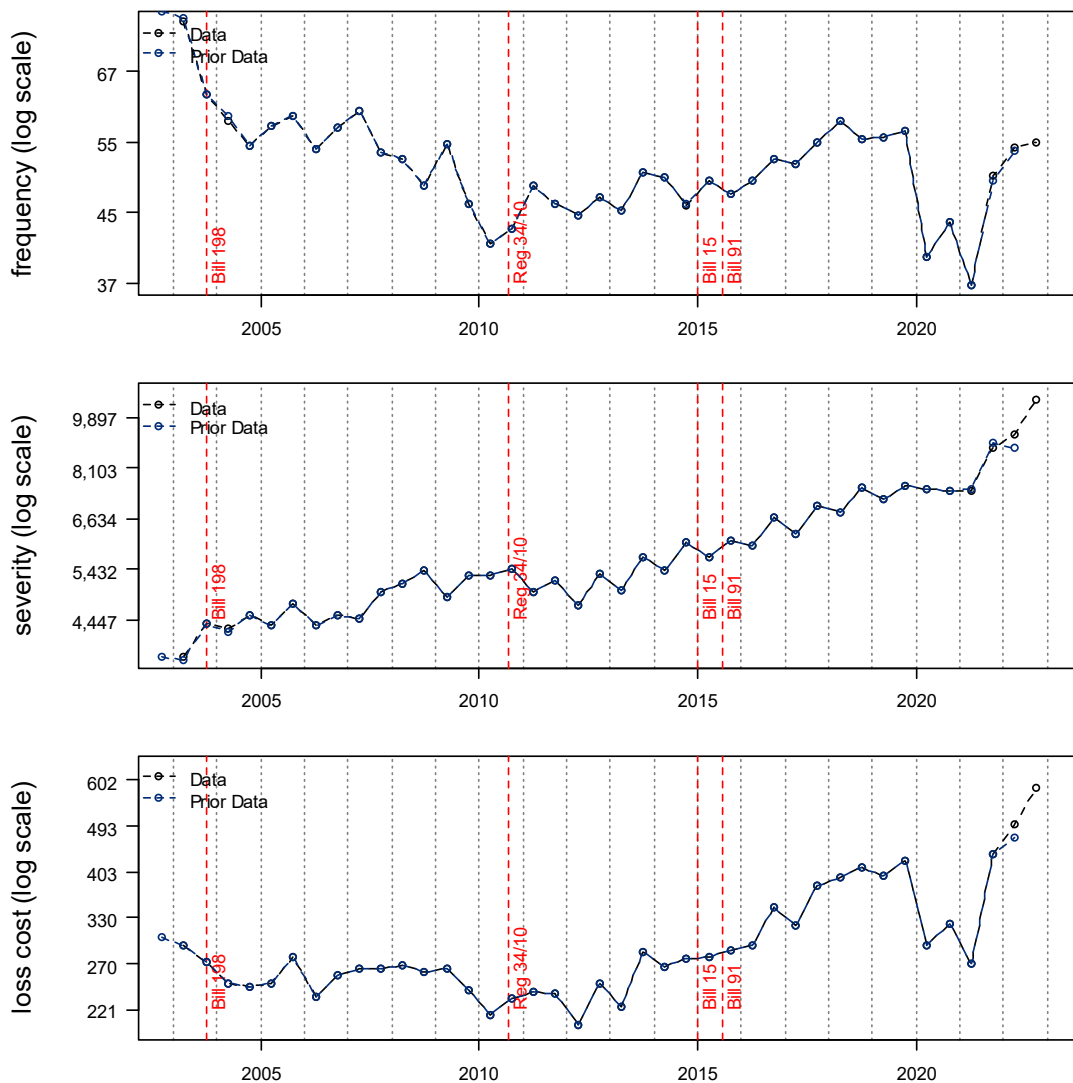 frequency (log scale)
67
55
45
37
Data
Prior Data
Bill 198
Reg 34/10
Bill 15
Bill 91
2005
2010
2015
2020
severity (log scale)
9,897
8,103
6,634
5,432
4,447
Data
Prior Data
Bill 198
Reg 34/10
Bill 15
Bill 91
2005
2010
2015
2020
loss cost (log scale)
602
493
403
330
270
221
Data
Prior Data
Bill 198
Reg 34/10
Bill 15
Bill 91
2005
2010
2015
2020